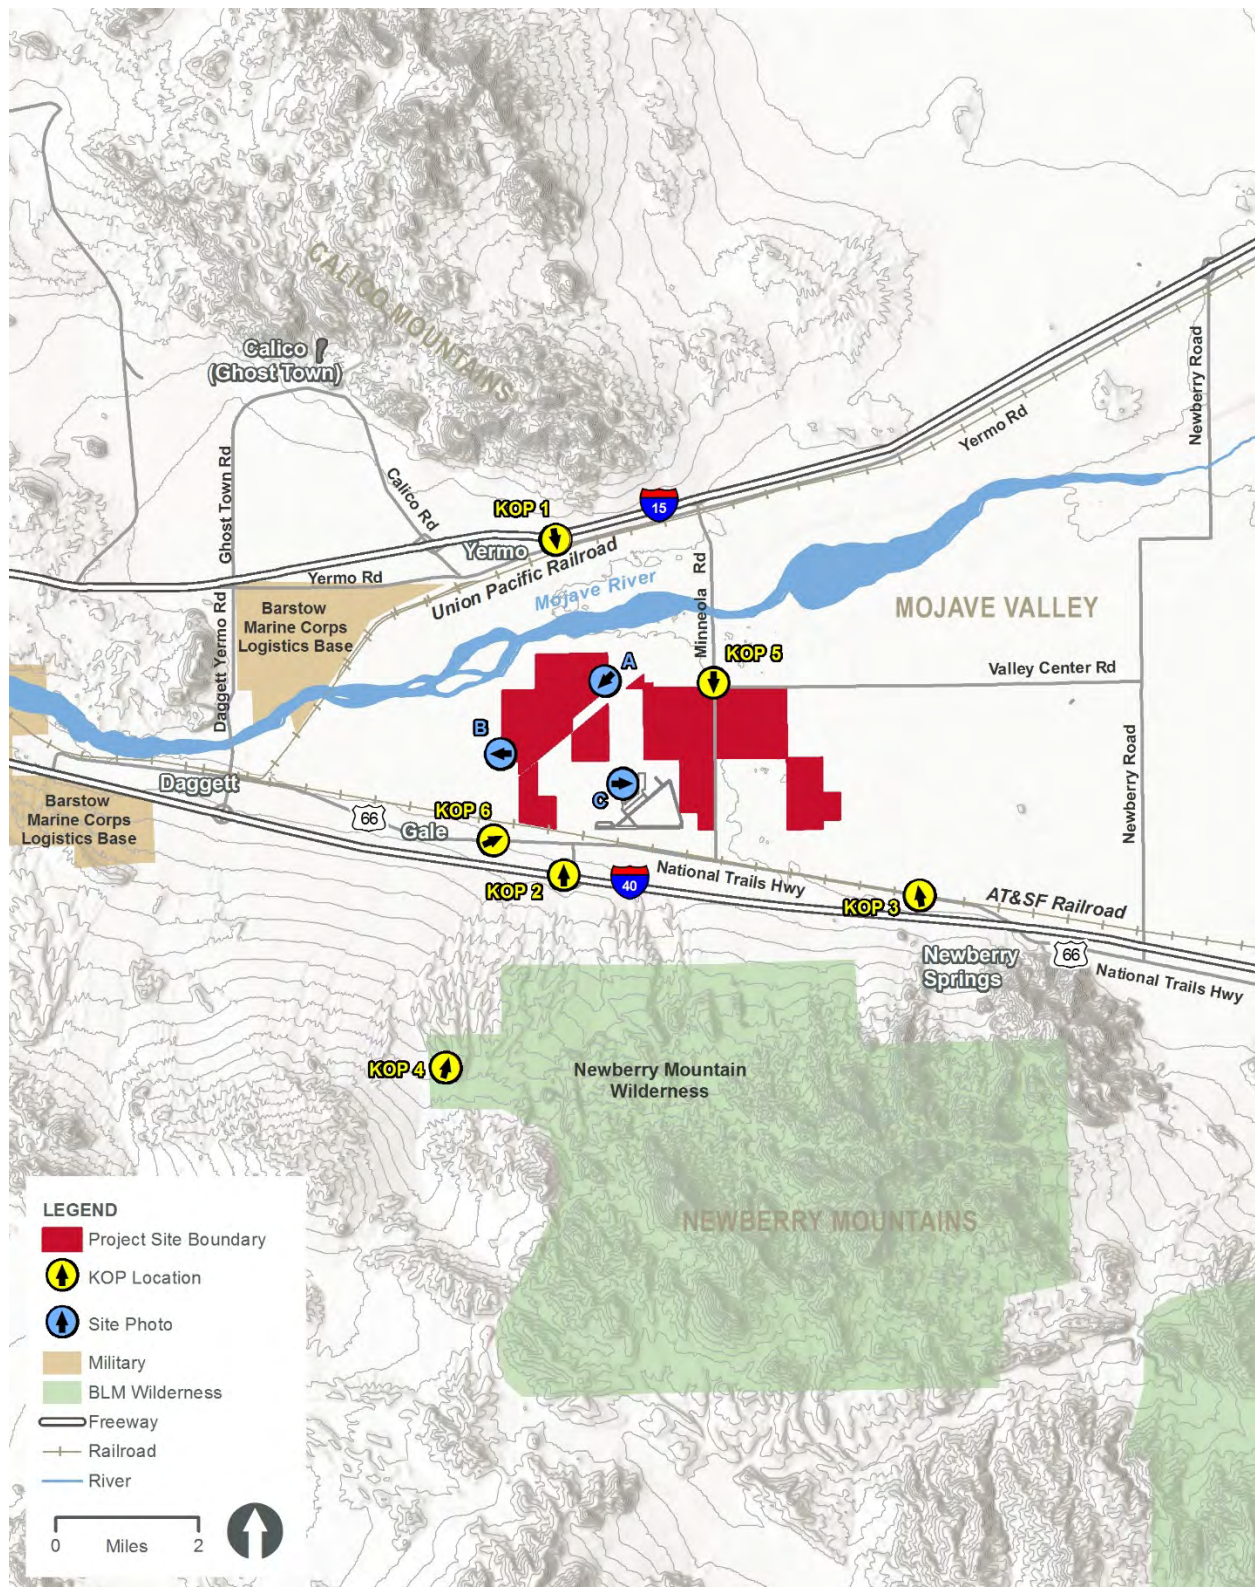 CALICO MOUNTAINS
Calico
(Ghost Town)
Ghost Town Rd
Calico Rd
Newberry Road
Yermo Rd
KOP 1
15
Yermo
Union Pacific Railroad
Yermo Rd
Minneola Rd
Mojave River
Barstow
Marine Corps
Logistics Base
MOJAVE VALLEY
Daggett Yermo Rd
A
KOP 5
Valley Center Rd
B
Daggett
C
Newberry Road
Barstow
Marine Corps
Logistics Base
66
KOP 6
Gale
KOP 2
40
National Trails Hwy
KOP 3
AT&SF Railroad
Newberry
Springs
66
National Trails Hwy
KOP 4
Newberry Mountain
Wilderness
NEWBERRY MOUNTAINS
LEGEND
Project Site Boundary
KOP Location
Site Photo
Military
BLM Wilderness
Freeway
Railroad
River
0 Miles 2